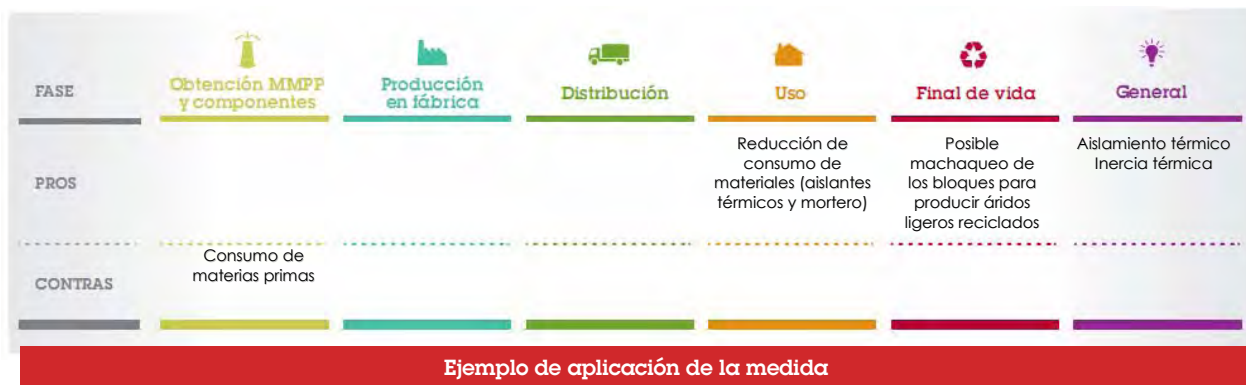 FASE
Obtención MMPP
y componentes
Producción
en fábrica
Distribución
Uso
Final de vida
General
PROS
Reducción de
consumo de
materiales (aislantes
térmicos y mortero)
Posible
machaqueo de
los bloques para
producir áridos
ligeros reciclados
Aislamiento térmico
Inercia térmica
CONTRAS
Consumo de
materias primas
Ejemplo de aplicación de la medida